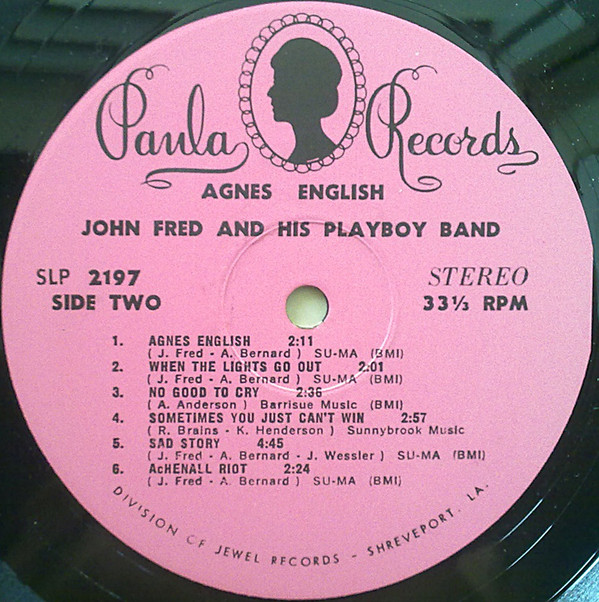 Paula Records
AGNES ENGLISH
JOHN FRED AND HIS PLAYBOY BAND
SLP 2197 STEREO
SIDE TWO 33⅓ RPM
1. AGNES ENGLISH 2:11
( J. Fred - A. Bernard ) SU-MA (BMI)
2. WHEN THE LIGHTS GO OUT 2:01
( J. Fred - A. Bernard ) SU-MA (BMI)
3. NO GOOD TO CRY 2:36
( A. Anderson ) Barrisue Music (BMI)
4. SOMETIMES YOU JUST CAN'T WIN 2:57
( R. Brains - K. Henderson ) Sunnybrook Music
5. SAD STORY 4:45
( J. Fred - A. Bernard - J. Wessler ) SU-MA (BMI)
6. AcHENALL RIOT 2:24
( J. Fred - A. Bernard ) SU-MA (BMI)
DIVISION OF JEWEL RECORDS - SHREVEPORT, LA.